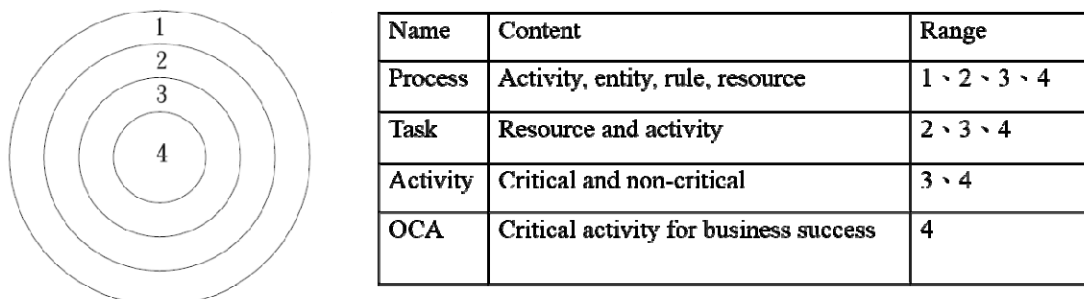 1
2
3
4
Name Content Range
Process Activity, entity, rule, resource 1、2、3、4
Task Resource and activity 2、3、4
Activity Critical and non-critical 3、4
OCA Critical activity for business success 4